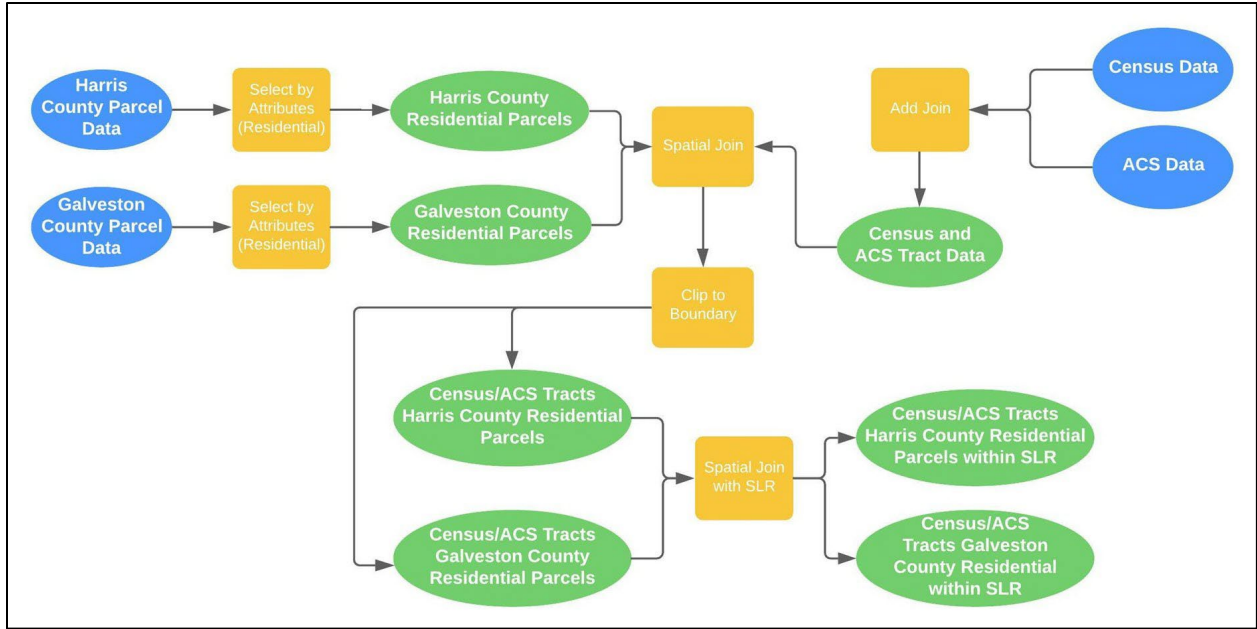 Harris
County Parcel
Data
Select by
Attributes
(Residential)
Harris County
Residential Parcels
Spatial Join
Add Join
Census Data
ACS Data
Galveston
County Parcel
Data
Select by
Attributes
(Residential)
Galveston County
Residential Parcels
Census and
ACS Tract Data
Clip to
Boundary
Census/ACS Tracts
Harris County Residential
Parcels
Census/ACS Tracts
Galveston County
Residential Parcels
Spatial Join
with SLR
Census/ACS Tracts
Harris County Residential
Parcels within SLR
Census/ACS
Tracts Galveston
County Residential
within SLR